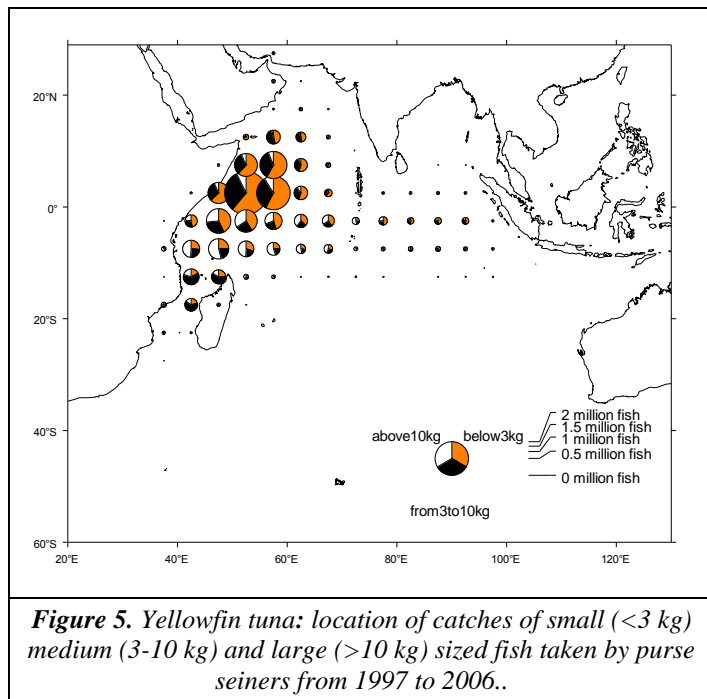 20°N
0°
20°S
40°S
60°S
20°E
40°E
60°E
80°E
100°E
120°E
above10kg
below3kg
from3to10kg
2 million fish
1.5 million fish
1 million fish
0.5 million fish
0 million fish
Figure 5. Yellowfin tuna: location of catches of small (<3 kg)
medium (3-10 kg) and large (>10 kg) sized fish taken by purse
seiners from 1997 to 2006..